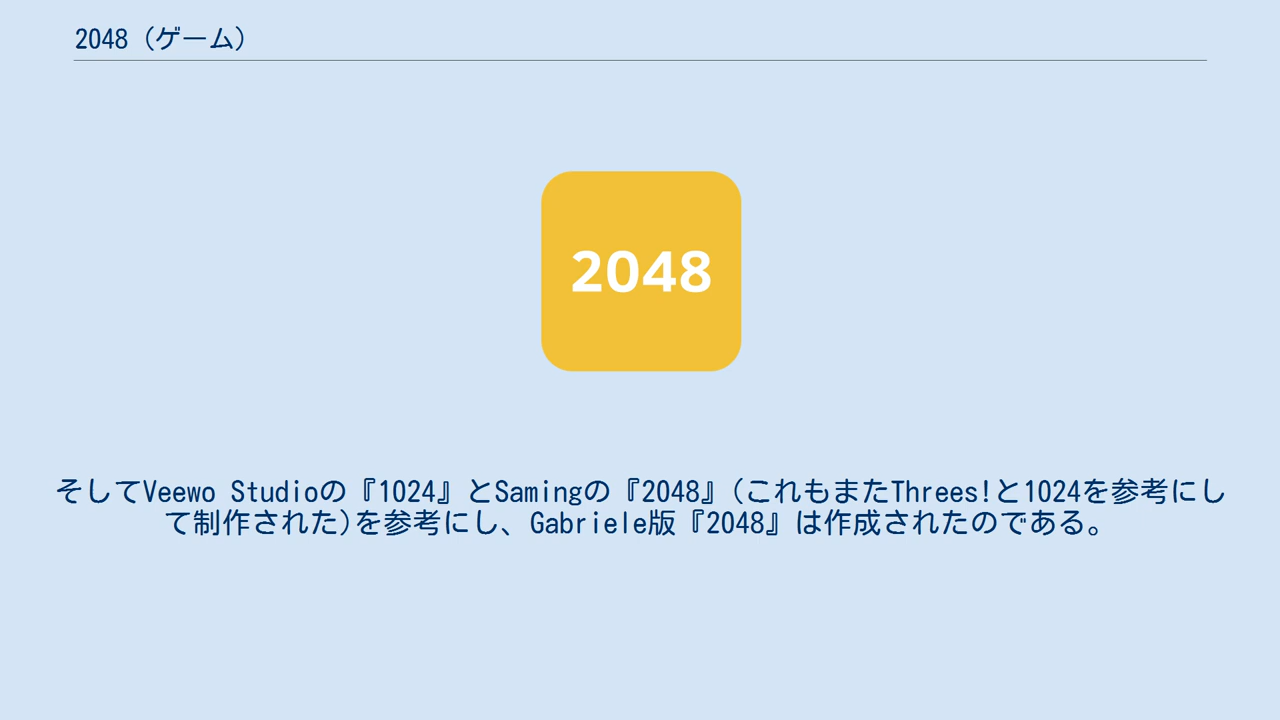 2048（ゲーム）
2048
そしてVeewo Studioの『1024』とSamingの『2048』(これもまたThrees!と1024を参考にし
て制作された)を参考にし、Gabriele版『2048』は作成されたのである。